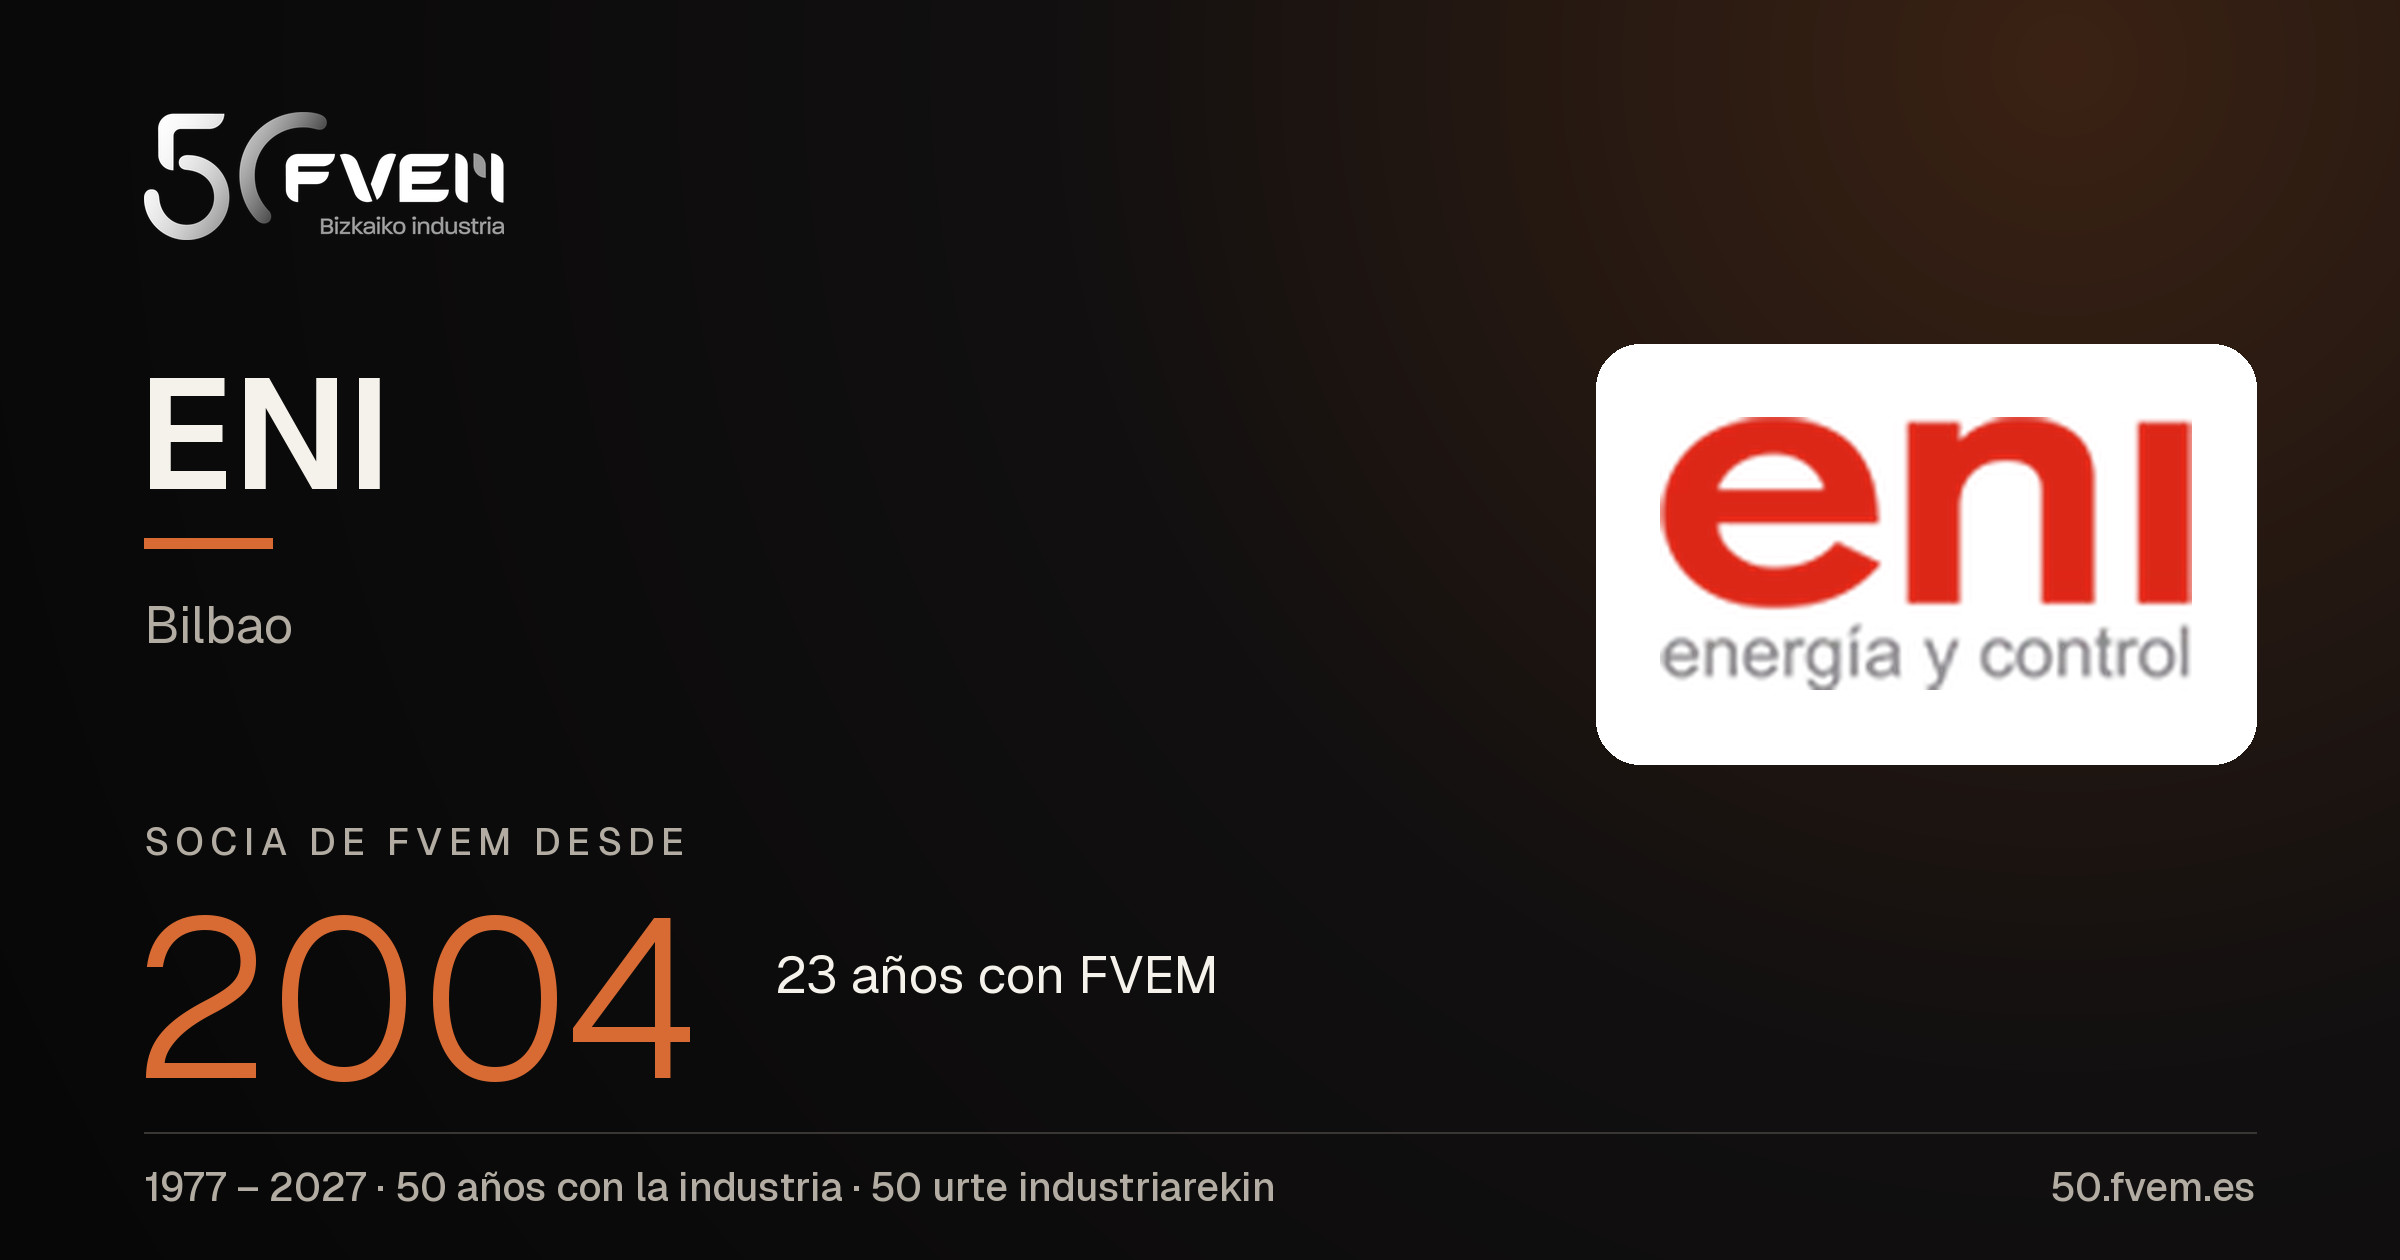 50 FVEM
Bizkaiko industria
ENI
Bilbao
eni
energía y control
SOCIA DE FVEM DESDE
2004
23 años con FVEM
1977 – 2027 · 50 años con la industria · 50 urte industriarekin
50.fvem.es